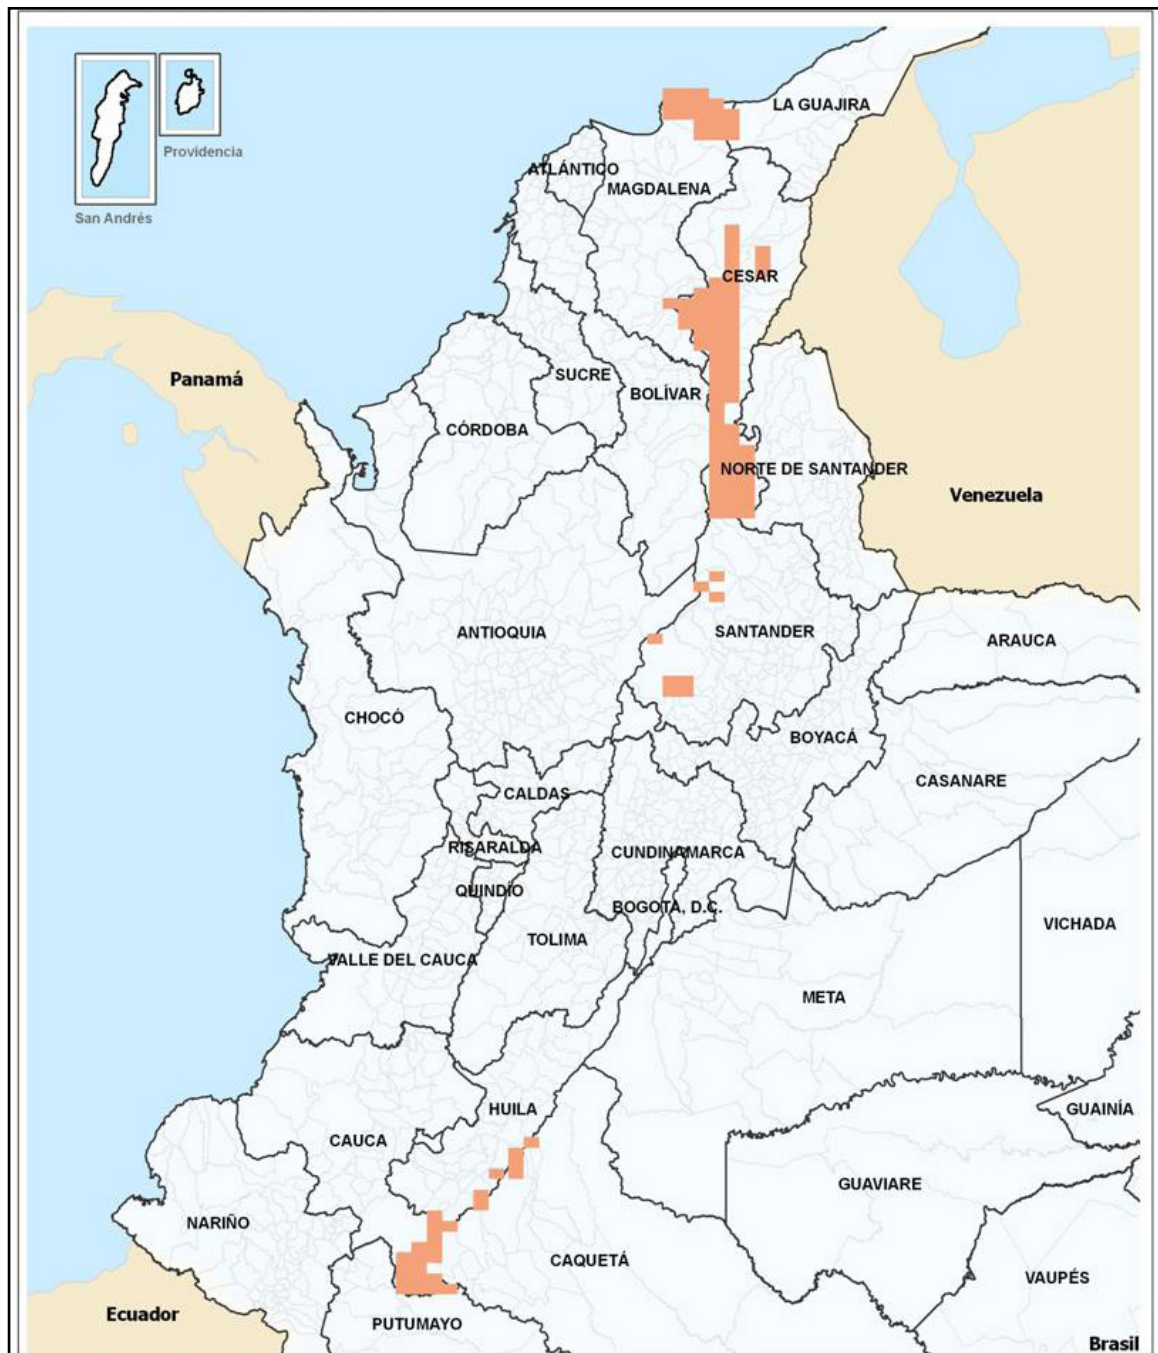 LA GUAJIRA
Providencia
ATLÁNTICO
MAGDALENA
San Andrés
CESAR
Panamá
SUCRE
BOLÍVAR
CÓRDOBA
NORTE DE SANTANDER
Venezuela
ANTIOQUIA
SANTANDER
ARAUCA
CHOCÓ
BOYACÁ
CASANARE
CALDAS
RISARALDA
CUNDINAMARCA
QUINDÍO
BOGOTÁ, D.C.
VICHADA
TOLIMA
VALLE DEL CAUCA
META
HUILA
GUAINÍA
CAUCA
GUAVIARE
NARIÑO
CAQUETÁ
VAUPÉS
Ecuador
PUTUMAYO
Brasil